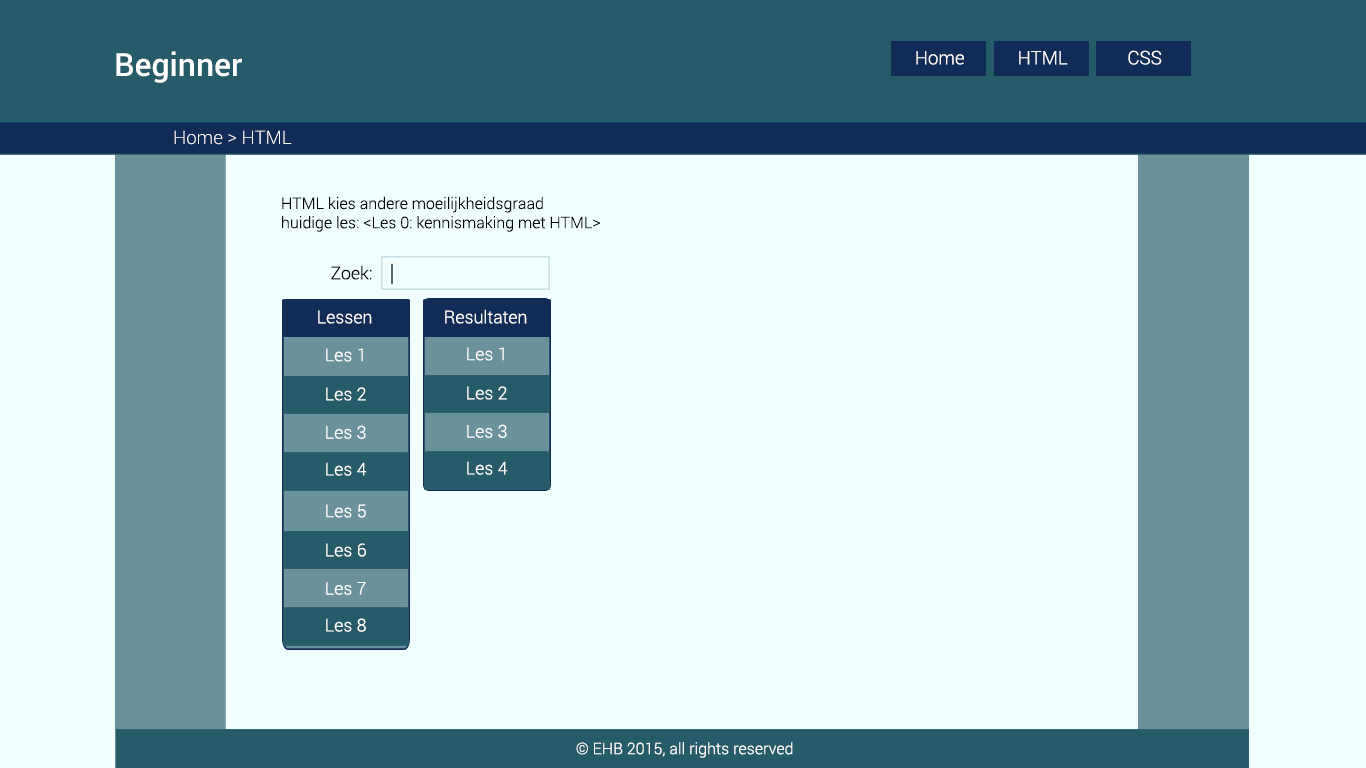 Beginner
Home
HTML
CSS
Home > HTML
HTML kies andere moeilijkheidsgraad
huidige les: <Les 0: kennismaking met HTML>
Zoek:
Lessen
Les 1
Les 2
Les 3
Les 4
Les 5
Les 6
Les 7
Les 8
Resultaten
Les 1
Les 2
Les 3
Les 4
© EHB 2015, all rights reserved